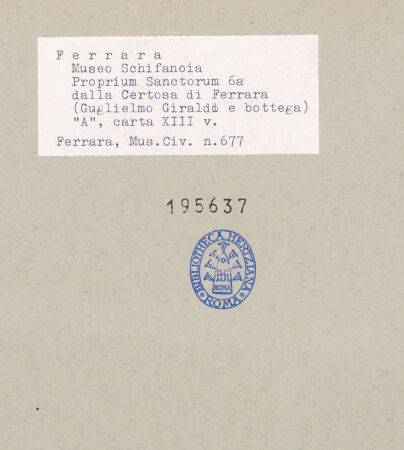 F e r r a r a
Museo Schifanoia
Proprium Sanctorum 6a
dalla Certosa di Ferrara
(Guglielmo Giraldi e bottega)
"A", carta XIII v.
Ferrara, Mus.Civ. n.677
195637
BIBLIOTHECA HERTZIANA
ROMA
ROMA